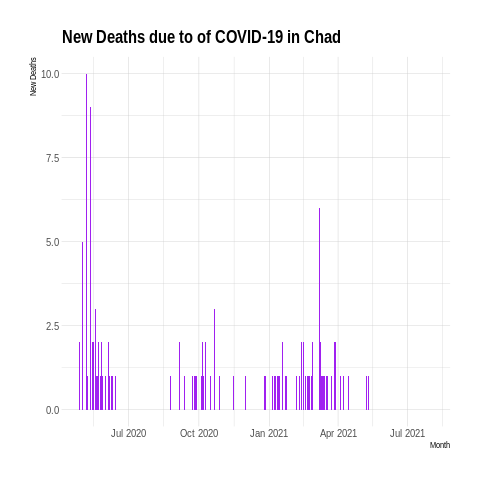 New Deaths due to of COVID-19 in Chad
New Deaths
10.0
7.5
5.0
2.5
0.0
Jul 2020 Oct 2020 Jan 2021 Apr 2021 Jul 2021
Month